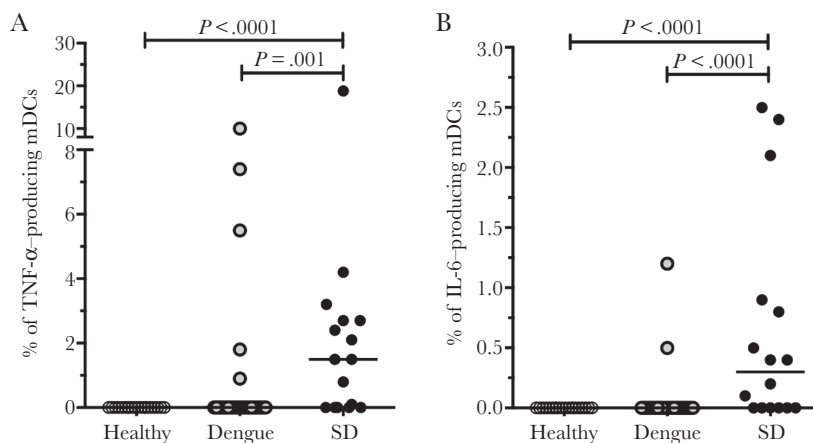 A
P < .0001
P = .001
30
20
10
8
6
4
2
0
% of TNF-α–producing mDCs
Healthy Dengue SD
B
P < .0001
P < .0001
3.0
2.5
2.0
1.5
1.0
0.5
0.0
% of IL-6–producing mDCs
Healthy Dengue SD